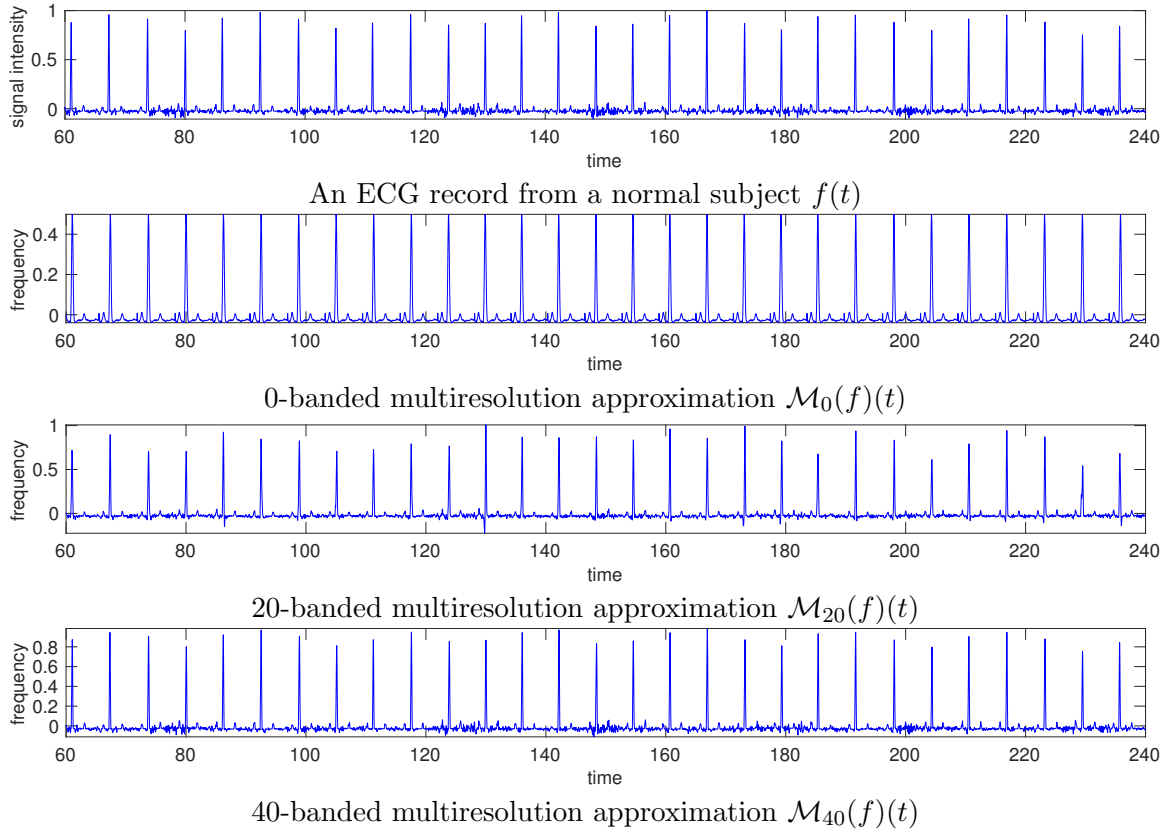 1
0.5
0
signal intensity
60 80 100 120 140 160 180 200 220 240
time
An ECG record from a normal subject f(t)
0.4
0.2
0
frequency
60 80 100 120 140 160 180 200 220 240
time
0-banded multiresolution approximation ℳ₀(f)(t)
1
0.5
0
frequency
60 80 100 120 140 160 180 200 220 240
time
20-banded multiresolution approximation ℳ₂₀(f)(t)
0.8
0.6
0.4
0.2
0
frequency
60 80 100 120 140 160 180 200 220 240
time
40-banded multiresolution approximation ℳ₄₀(f)(t)